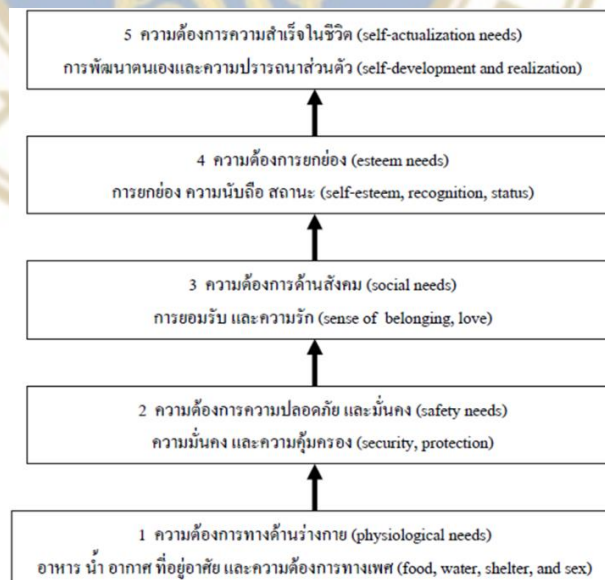 5 ความต้องการความสำเร็จในชีวิต (self-actualization needs)
การพัฒนาตนเองและความปรารถนาส่วนตัว (self-development and realization)
4 ความต้องการยกย่อง (esteem needs)
การยกย่อง ความนับถือ สถานะ (self-esteem, recognition, status)
3 ความต้องการด้านสังคม (social needs)
การยอมรับ และความรัก (sense of belonging, love)
2 ความต้องการความปลอดภัย และมั่นคง (safety needs)
ความมั่นคง และความคุ้มครอง (security, protection)
1 ความต้องการทางด้านร่างกาย (physiological needs)
อาหาร น้ำ อากาศ ที่อยู่อาศัย และความต้องการทางเพศ (food, water, shelter, and sex)